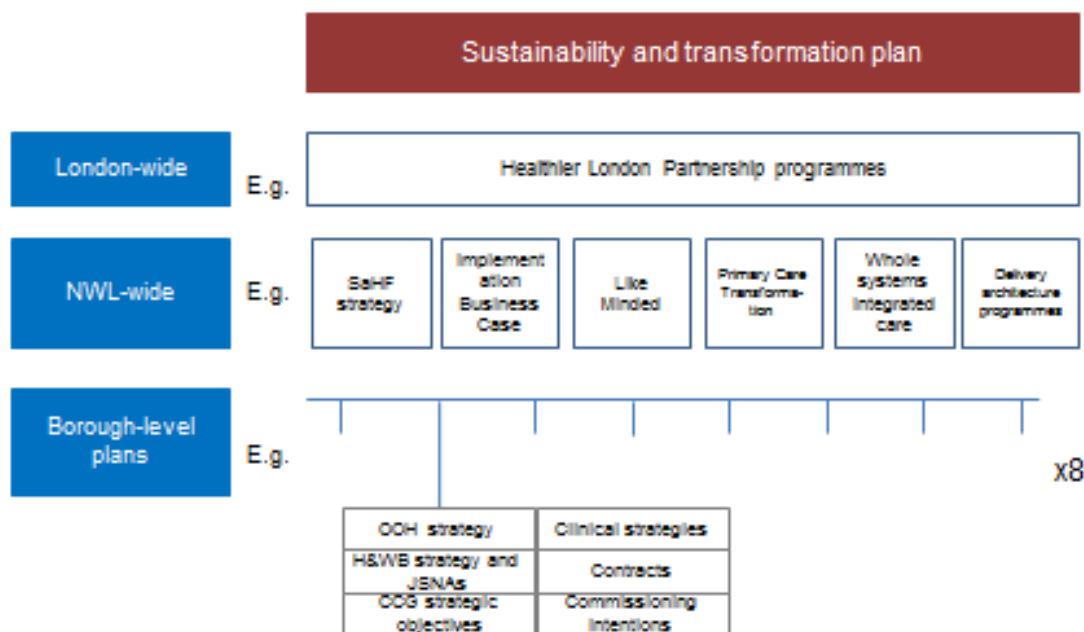 Sustainability and transformation plan
London-wide
E.g.
Healthier London Partnership programmes
NWL-wide
E.g.
SaHF
strategy
Implement
ation
Business
Case
Like
Minded
Primary Care
Transforma-
tion
Whole
systems
integrated
care
Delivery
architecture
programmes
Borough-level
plans
E.g.
x8
OOH strategy
Clinical strategies
H&WB strategy and
JSNAs
Contracts
CCG strategic
objectives
Commissioning
intentions